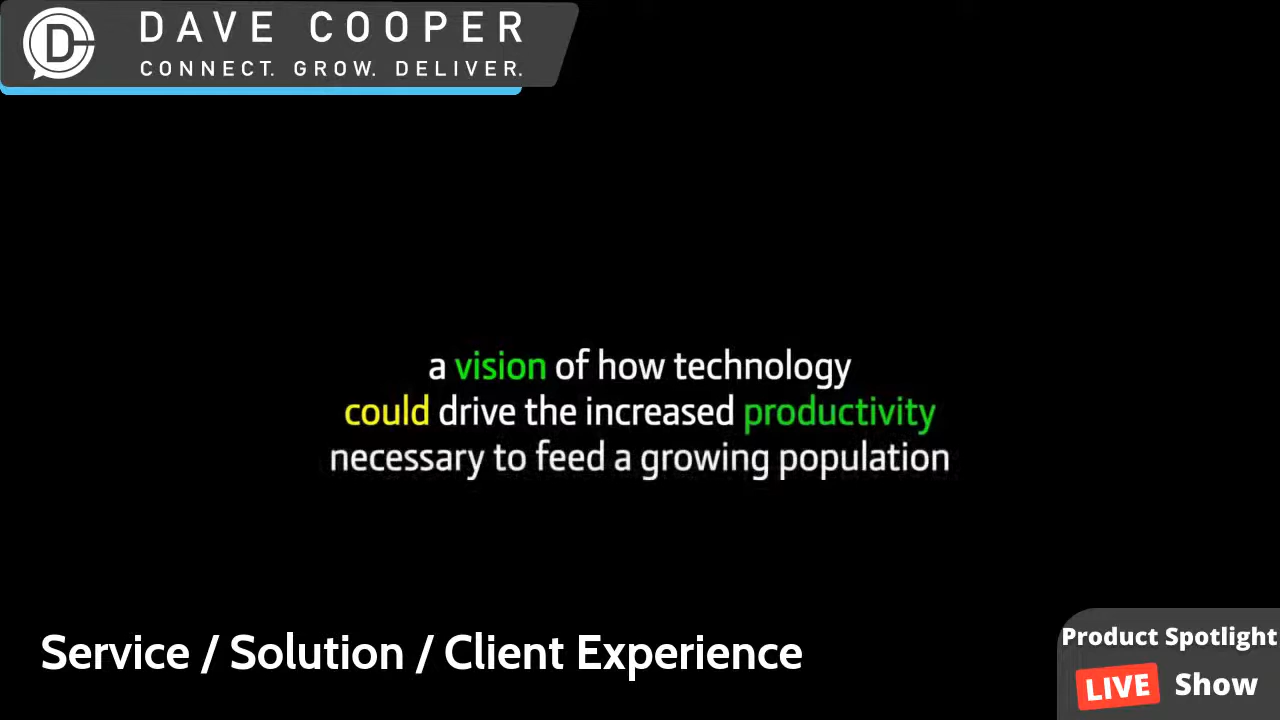 DAVE COOPER
CONNECT. GROW. DELIVER.
a vision of how technology
could drive the increased productivity
necessary to feed a growing population
Service / Solution / Client Experience
Product Spotlight
LIVE Show